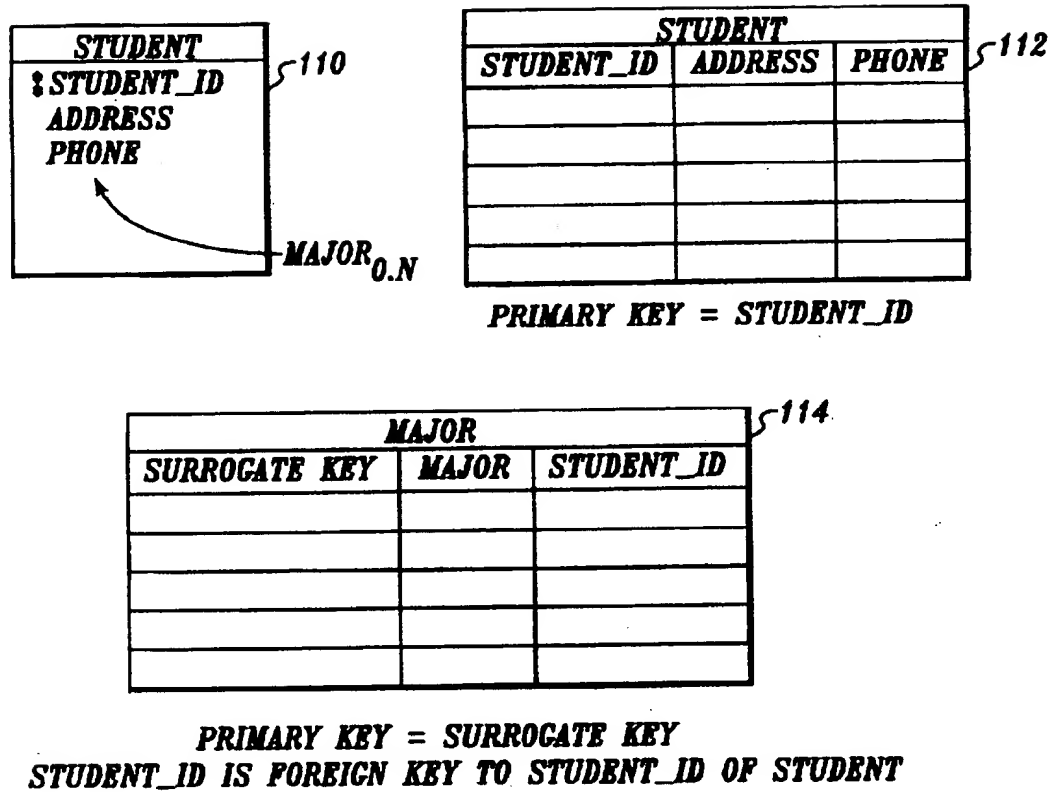 STUDENT
STUDENT_ID
ADDRESS
PHONE
110
MAJOR0.N
STUDENT
STUDENT_ID ADDRESS PHONE
112
PRIMARY KEY = STUDENT_ID
MAJOR
114
SURROGATE KEY MAJOR STUDENT_ID
PRIMARY KEY = SURROGATE KEY
STUDENT_ID IS FOREIGN KEY TO STUDENT_ID OF STUDENT